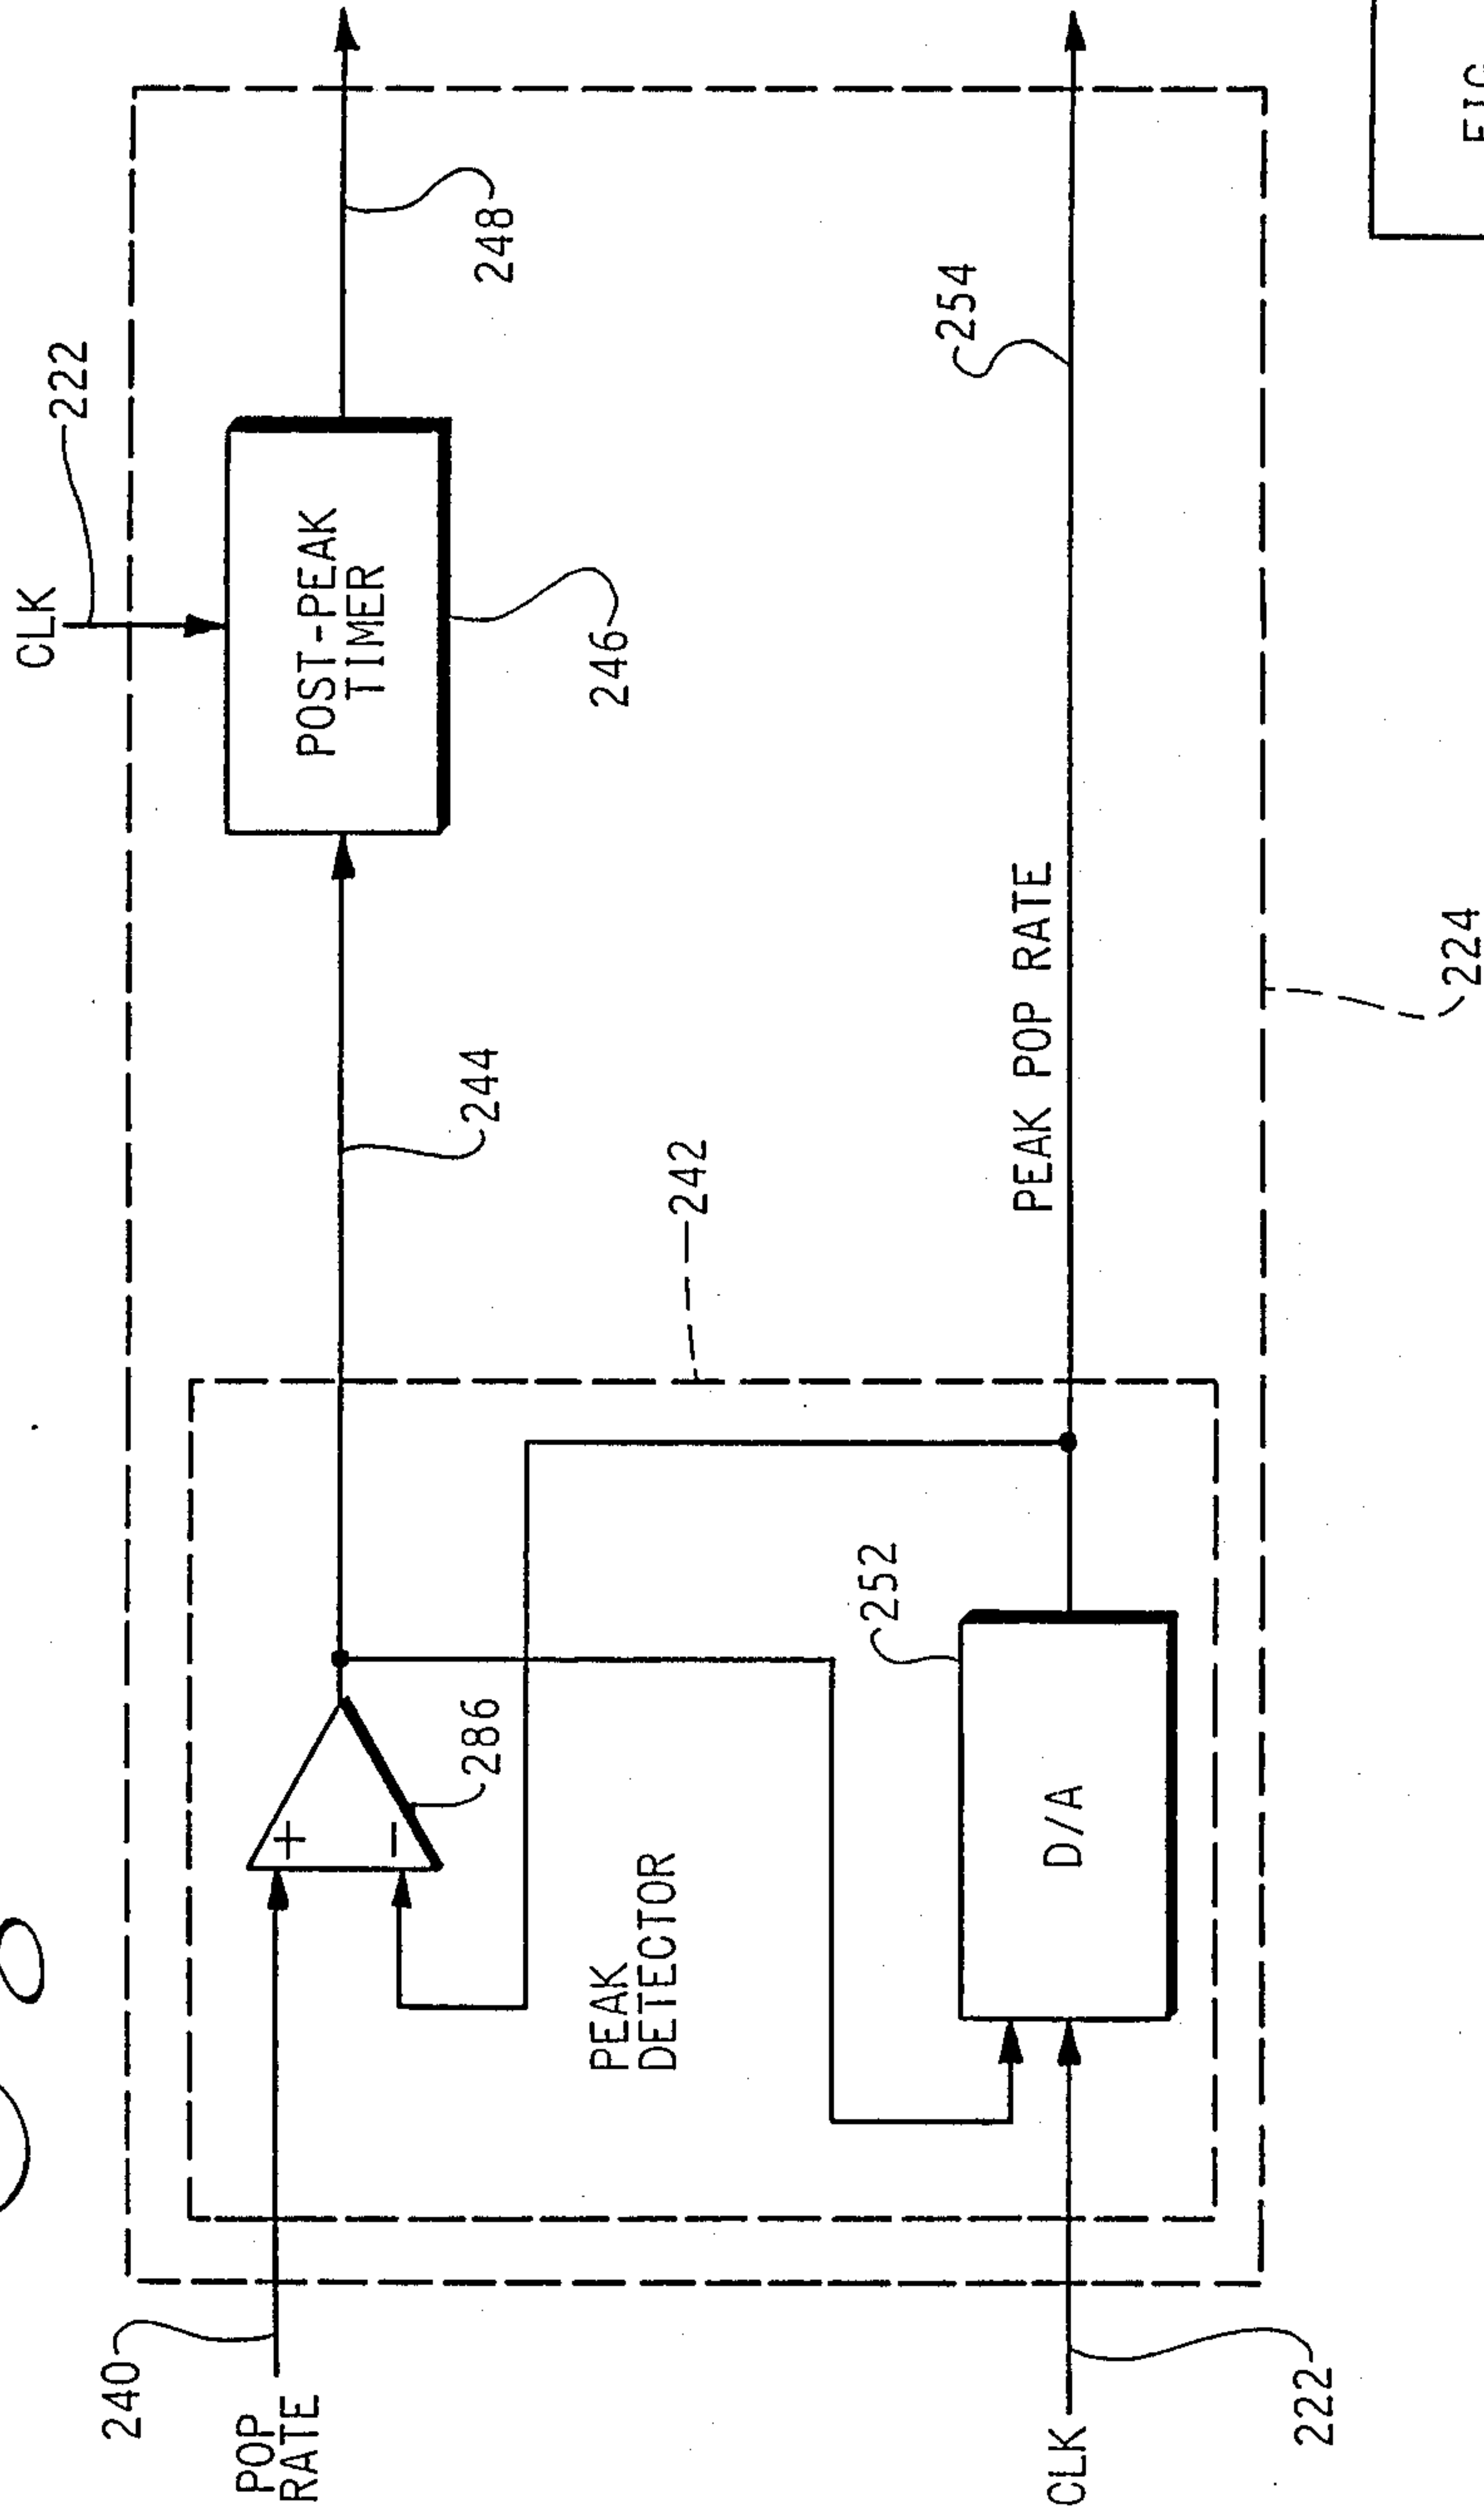 CLK
222
POST-PEAK
TIMER
246
248
244
242
240
POP
RATE
+
-
286
PEAK
DETECTOR
252
D/A
PEAK POP RATE
254
CLK
222
224